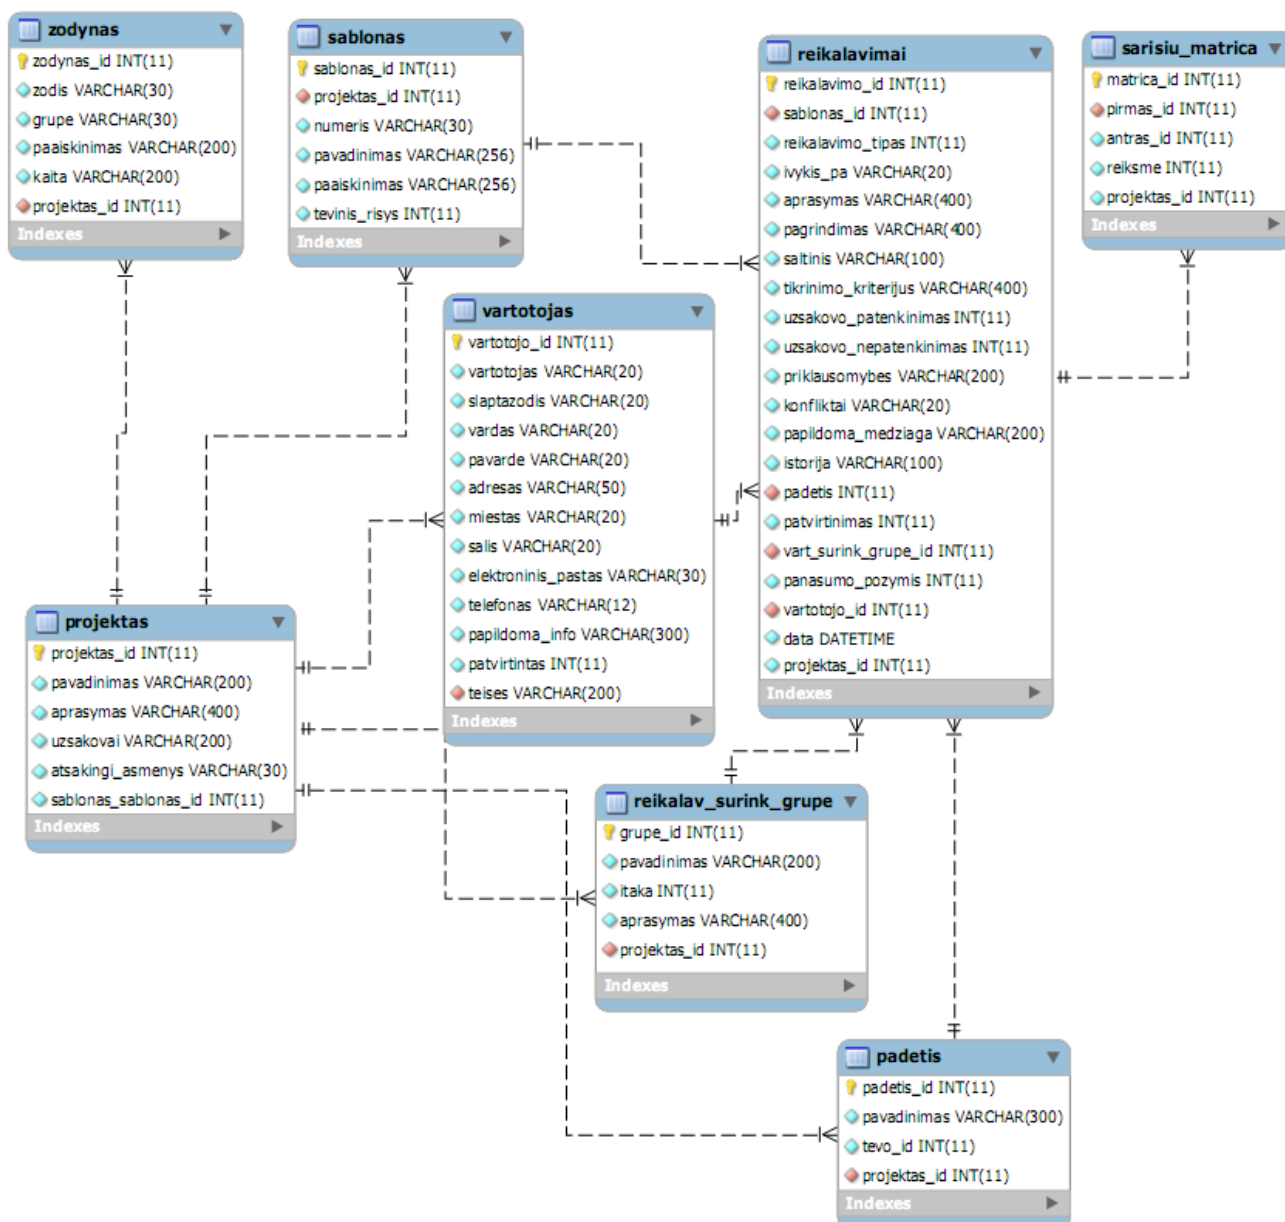 zodynas
zodynas_id INT(11)
zodis VARCHAR(30)
grupe VARCHAR(30)
paaiskinimas VARCHAR(200)
kaita VARCHAR(200)
projektas_id INT(11)
Indexes
sablonas
sablonas_id INT(11)
projektas_id INT(11)
numeris VARCHAR(30)
pavadinimas VARCHAR(256)
paaiskinimas VARCHAR(256)
tevinis_risys INT(11)
Indexes
reikalavimai
reikalavimo_id INT(11)
sablonas_id INT(11)
reikalavimo_tipas INT(11)
ivykis_pa VARCHAR(20)
aprasymas VARCHAR(400)
pagrindimas VARCHAR(400)
saltinis VARCHAR(100)
tikrinimo_kriterijus VARCHAR(400)
uzsakovo_patenkinimas INT(11)
uzsakovo_nepatenkinimas INT(11)
priklausomybes VARCHAR(200)
konfliktai VARCHAR(20)
papildoma_medziaga VARCHAR(200)
istorija VARCHAR(100)
padetis INT(11)
patvirtinimas INT(11)
vart_surink_grupe_id INT(11)
panasumo_pozymis INT(11)
vartotojo_id INT(11)
data DATETIME
projektas_id INT(11)
Indexes
sarisiu_matrica
matrica_id INT(11)
pirmas_id INT(11)
antras_id INT(11)
reiksme INT(11)
projektas_id INT(11)
Indexes
vartotojas
vartotojo_id INT(11)
vartotojas VARCHAR(20)
slaptazodis VARCHAR(20)
vardas VARCHAR(20)
pavarde VARCHAR(20)
adresas VARCHAR(50)
miestas VARCHAR(20)
salis VARCHAR(20)
elektroninis_pastas VARCHAR(30)
telefonas VARCHAR(12)
papildoma_info VARCHAR(300)
patvirtintas INT(11)
teises VARCHAR(200)
Indexes
projektas
projektas_id INT(11)
pavadinimas VARCHAR(200)
aprasymas VARCHAR(400)
uzsakovai VARCHAR(200)
atsakingi_asmenys VARCHAR(30)
sablonas_sablonas_id INT(11)
Indexes
reikalav_surink_grupe
grupe_id INT(11)
pavadinimas VARCHAR(200)
itaka INT(11)
aprasymas VARCHAR(400)
projektas_id INT(11)
Indexes
padetis
padetis_id INT(11)
pavadinimas VARCHAR(300)
tevo_id INT(11)
projektas_id INT(11)
Indexes